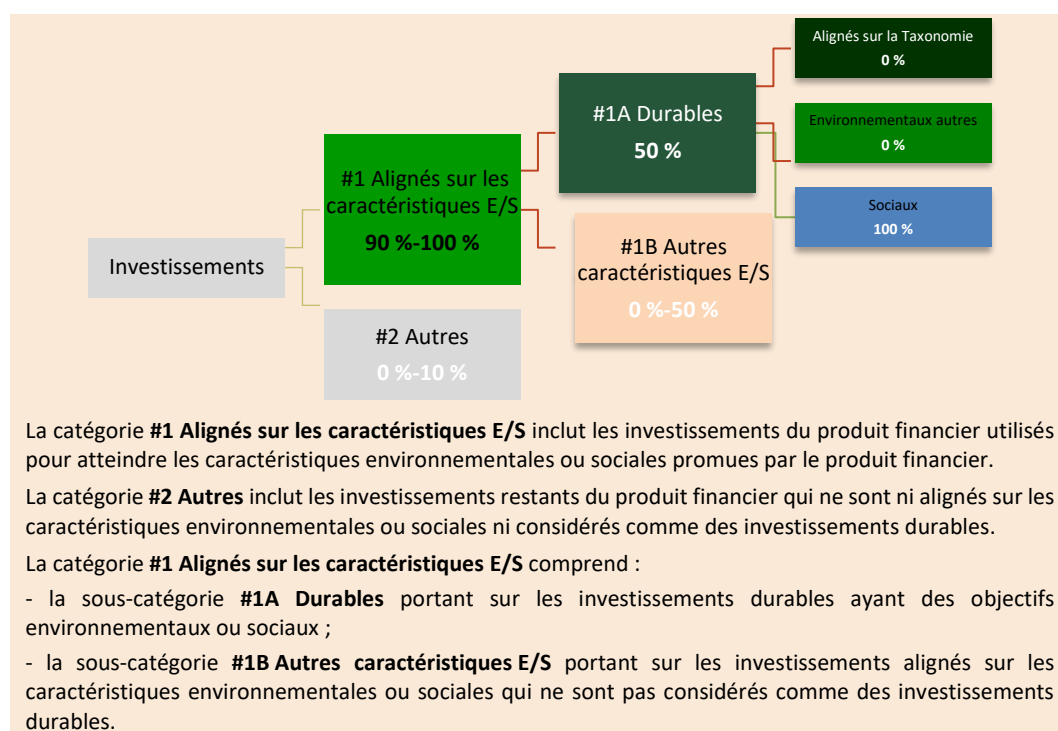 Alignés sur la Taxonomie
0 %
#1A Durables
50 %
Environnementaux autres
0 %
#1 Alignés sur les
caractéristiques E/S
90 %-100 %
Sociaux
100 %
Investissements
#1B Autres
caractéristiques E/S
0 %-50 %
#2 Autres
0 %-10 %
La catégorie #1 Alignés sur les caractéristiques E/S inclut les investissements du produit financier utilisés
pour atteindre les caractéristiques environnementales ou sociales promues par le produit financier.
La catégorie #2 Autres inclut les investissements restants du produit financier qui ne sont ni alignés sur les
caractéristiques environnementales ou sociales ni considérés comme des investissements durables.
La catégorie #1 Alignés sur les caractéristiques E/S comprend :
- la sous-catégorie #1A Durables portant sur les investissements durables ayant des objectifs
environnementaux ou sociaux ;
- la sous-catégorie #1B Autres caractéristiques E/S portant sur les investissements alignés sur les
caractéristiques environnementales ou sociales qui ne sont pas considérés comme des investissements
durables.